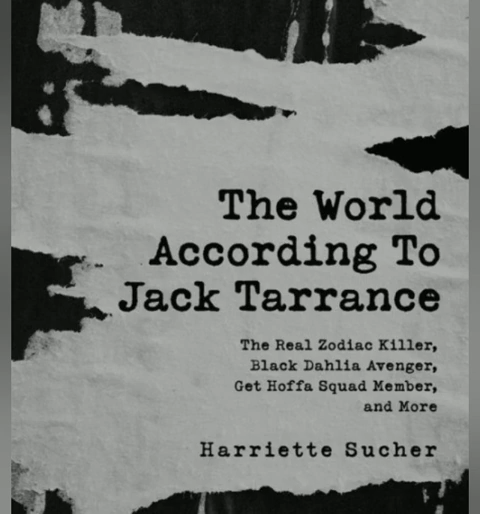 The World
According To
Jack Tarrance
The Real Zodiac Killer,
Black Dahlia Avenger,
Get Hoffa Squad Member,
and More
Harriette Sucher